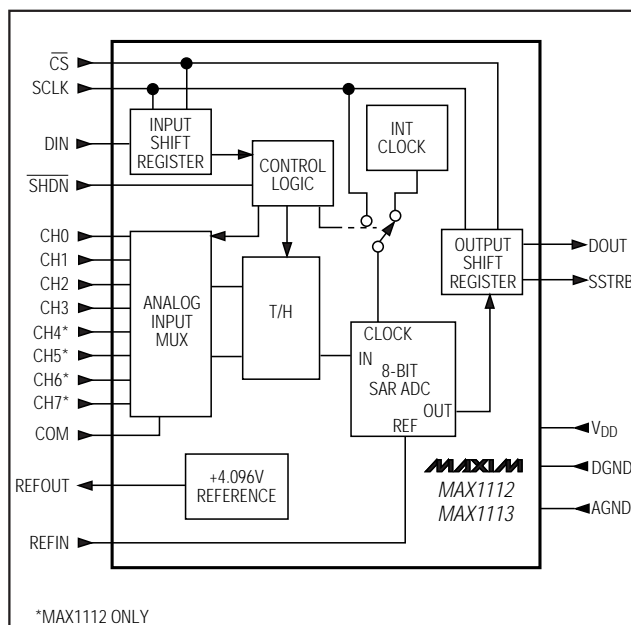 C̅S̅
SCLK
DIN
S̅H̅D̅N̅
CH0
CH1
CH2
CH3
CH4*
CH5*
CH6*
CH7*
COM
REFOUT
REFIN
INPUT
SHIFT
REGISTER
CONTROL
LOGIC
INT
CLOCK
ANALOG
INPUT
MUX
T/H
CLOCK
IN
8-BIT
SAR ADC
OUT
REF
OUTPUT
SHIFT
REGISTER
+4.096V
REFERENCE
DOUT
SSTRB
VDD
DGND
AGND
MAXIM
MAX1112
MAX1113
*MAX1112 ONLY